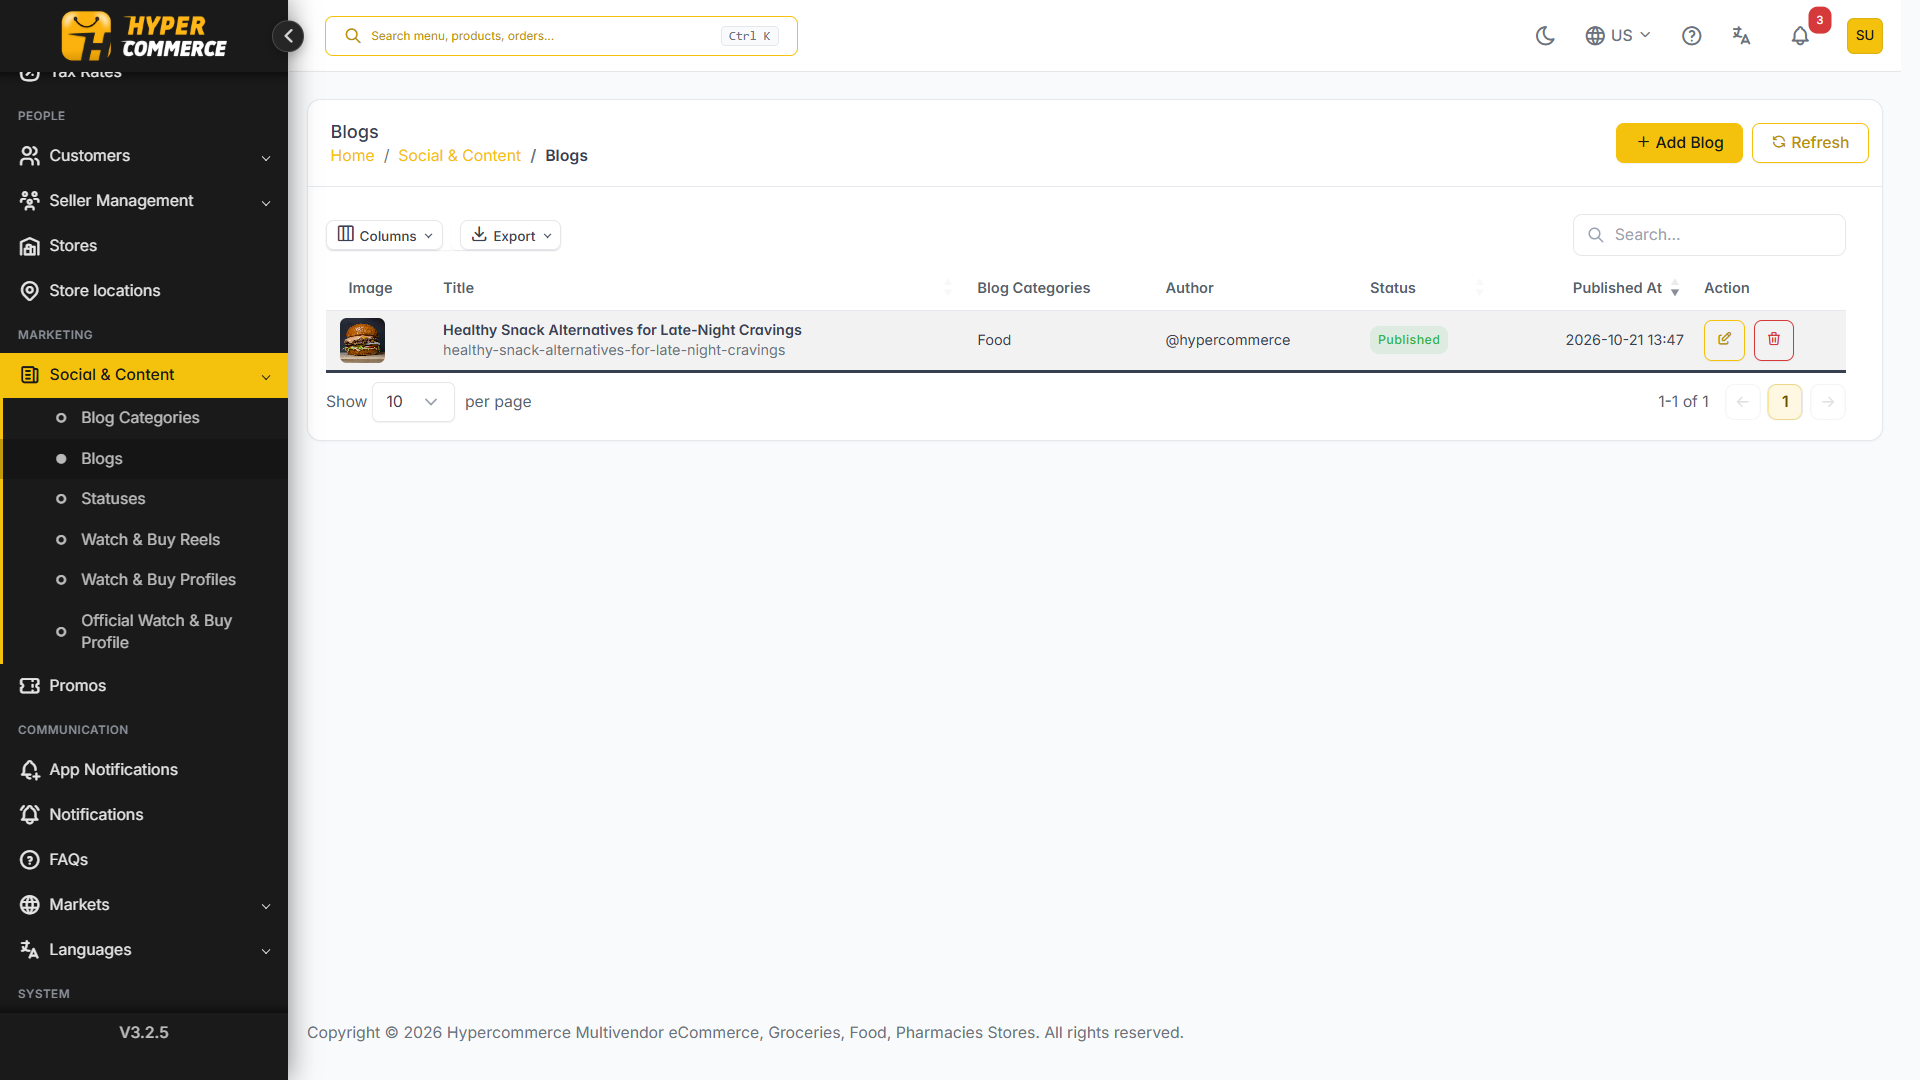 HYPER
COMMERCE
Search menu, products, orders...
Ctrl K
US
3
SU
Tax Rates
PEOPLE
Customers
Seller Management
Stores
Store locations
MARKETING
Social & Content
Blog Categories
Blogs
Statuses
Watch & Buy Reels
Watch & Buy Profiles
Official Watch & Buy
Profile
Promos
COMMUNICATION
App Notifications
Notifications
FAQs
Markets
Languages
SYSTEM
V3.2.5
Blogs
Home / Social & Content / Blogs
+ Add Blog
Refresh
Columns
Export
Search...
Image Title Blog Categories Author Status Published At Action
Healthy Snack Alternatives for Late-Night Cravings
healthy-snack-alternatives-for-late-night-cravings
Food
@hypercommerce
Published
2026-10-21 13:47
Show 10 per page
1-1 of 1
1
Copyright © 2026 Hypercommerce Multivendor eCommerce, Groceries, Food, Pharmacies Stores. All rights reserved.